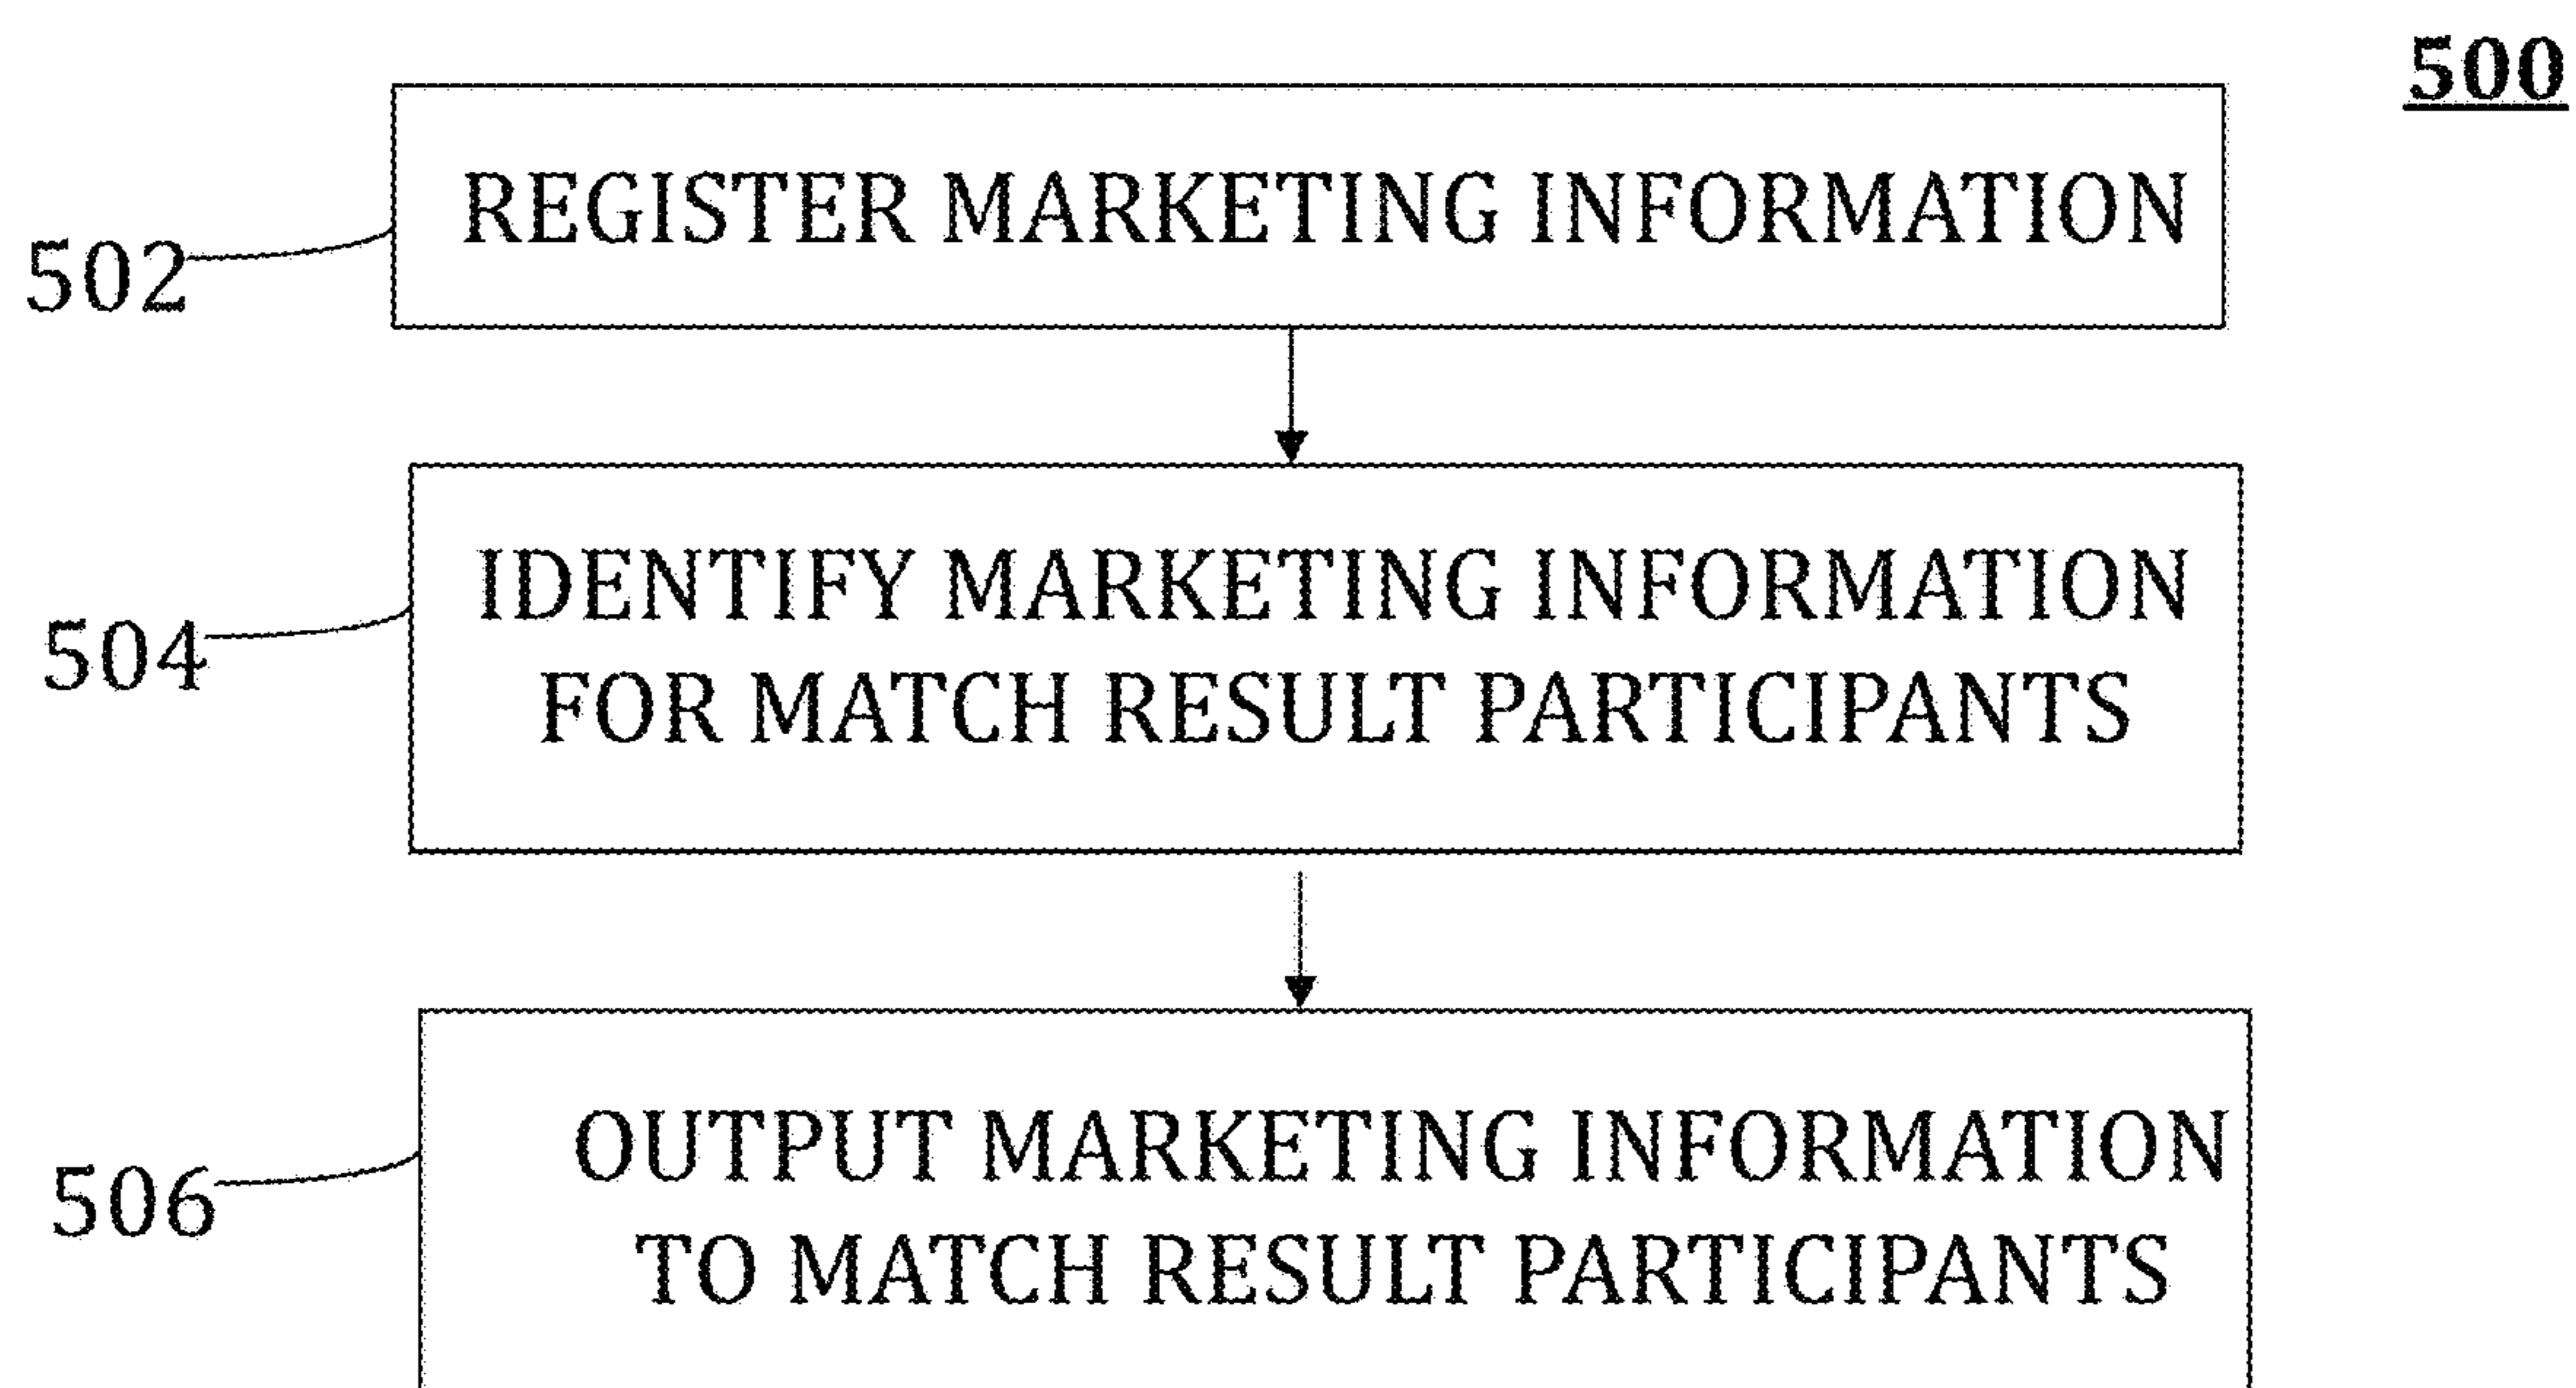 500
REGISTER MARKETING INFORMATION
502
IDENTIFY MARKETING INFORMATION
FOR MATCH RESULT PARTICIPANTS
504
OUTPUT MARKETING INFORMATION
TO MATCH RESULT PARTICIPANTS
506